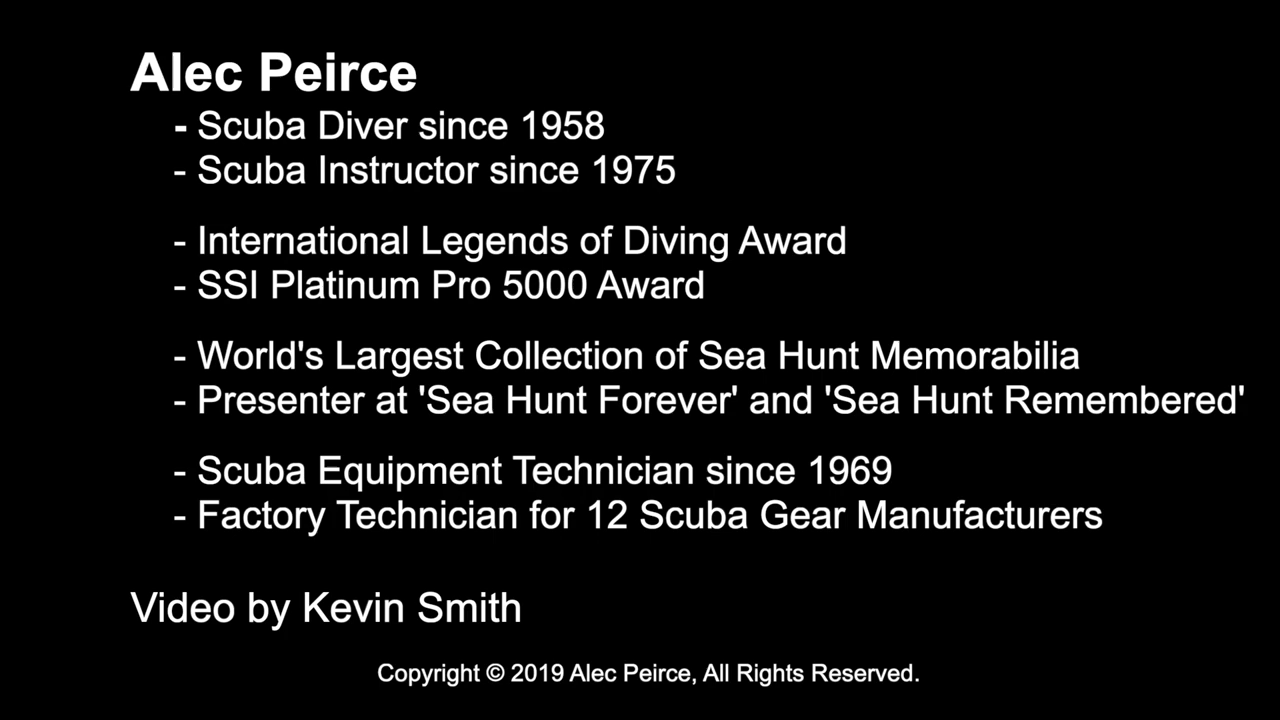 Alec Peirce
- Scuba Diver since 1958
- Scuba Instructor since 1975
- International Legends of Diving Award
- SSI Platinum Pro 5000 Award
- World's Largest Collection of Sea Hunt Memorabilia
- Presenter at 'Sea Hunt Forever' and 'Sea Hunt Remembered'
- Scuba Equipment Technician since 1969
- Factory Technician for 12 Scuba Gear Manufacturers
Video by Kevin Smith
Copyright © 2019 Alec Peirce, All Rights Reserved.